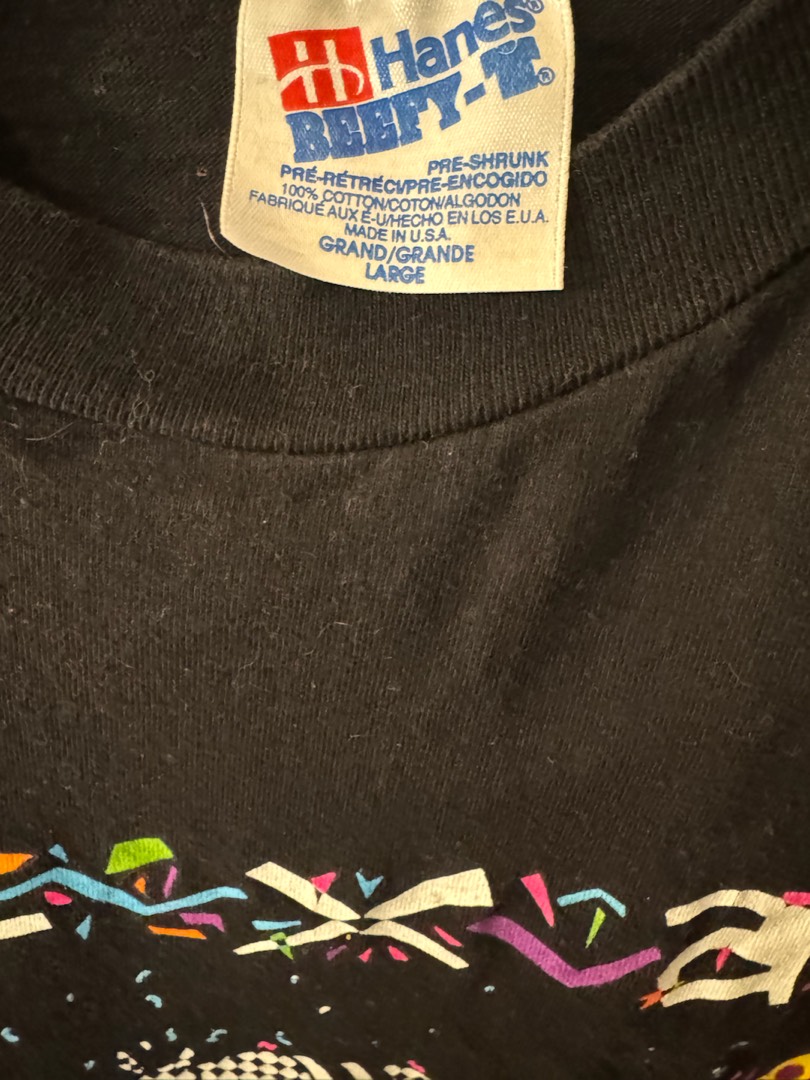 Hanes®
BEEFY-T®
PRE-SHRUNK
PRÉ-RÉTRÉCI/PRE-ENCOGIDO
100% COTTON/COTON/ALGODON
FABRIQUÉ AUX É-U/HECHO EN LOS E.U.A.
MADE IN U.S.A.
GRAND/GRANDE
LARGE